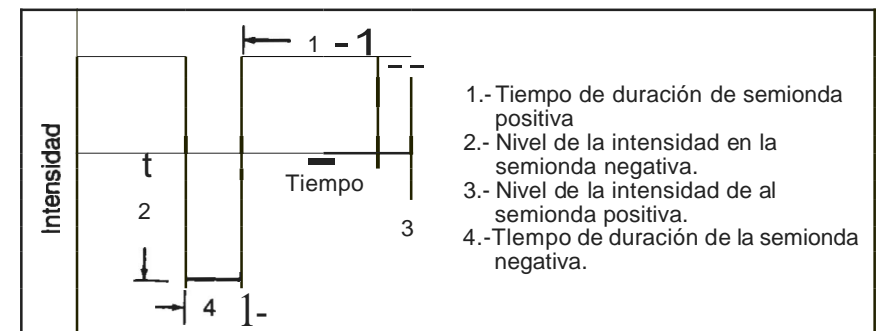 Intensidad
1 - 1
t
2
Tiempo
3
4 1-
1.- Tiempo de duración de semionda
positiva
2.- Nivel de la intensidad en la
semionda negativa.
3.- Nivel de la intensidad de al
semionda positiva.
4.-TIempo de duración de la semionda
negativa.